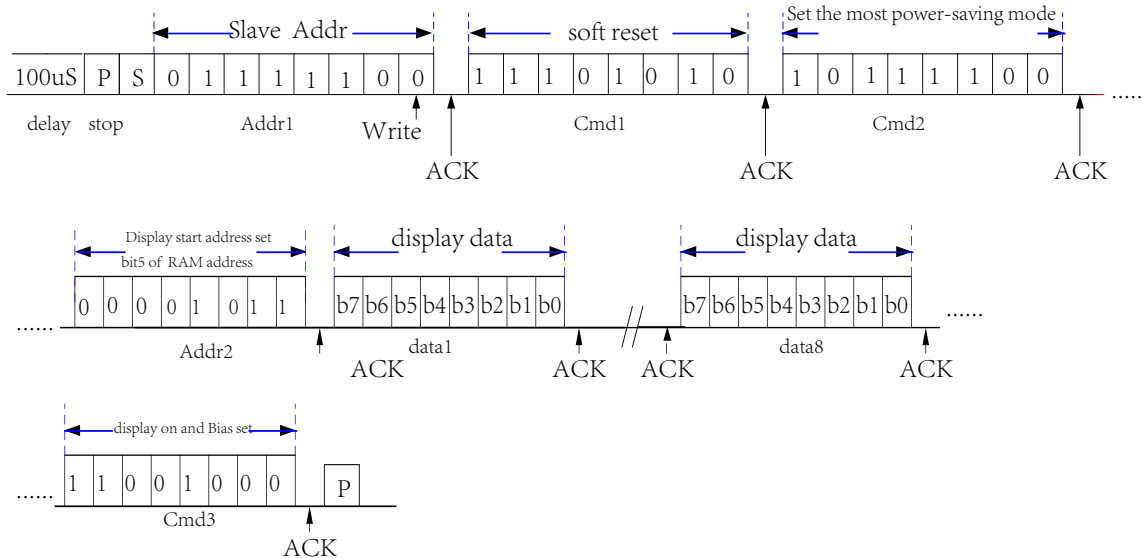 Slave Addr soft reset Set the most power-saving mode
100uS P S 0 1 1 1 1 1 0 0 1 1 1 0 1 0 1 0 1 0 1 1 1 1 0 0 .....
delay stop Addr1 Write Cmd1 Cmd2
ACK ACK ACK
Display start address set display data display data
bit5 of RAM address
...... 0 0 0 0 1 0 1 1 b7 b6 b5 b4 b3 b2 b1 b0 // b7 b6 b5 b4 b3 b2 b1 b0 ......
Addr2 ACK data1 ACK ACK data8 ACK
display on and Bias set
...... 1 1 0 0 1 0 0 0 P
Cmd3
ACK